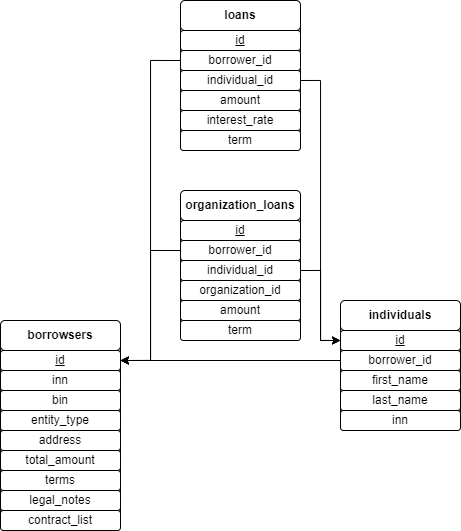 loans
id
borrower_id
individual_id
amount
interest_rate
term
organization_loans
id
borrower_id
individual_id
organization_id
amount
term
individuals
id
borrower_id
first_name
last_name
inn
borrowsers
id
inn
bin
entity_type
address
total_amount
terms
legal_notes
contract_list